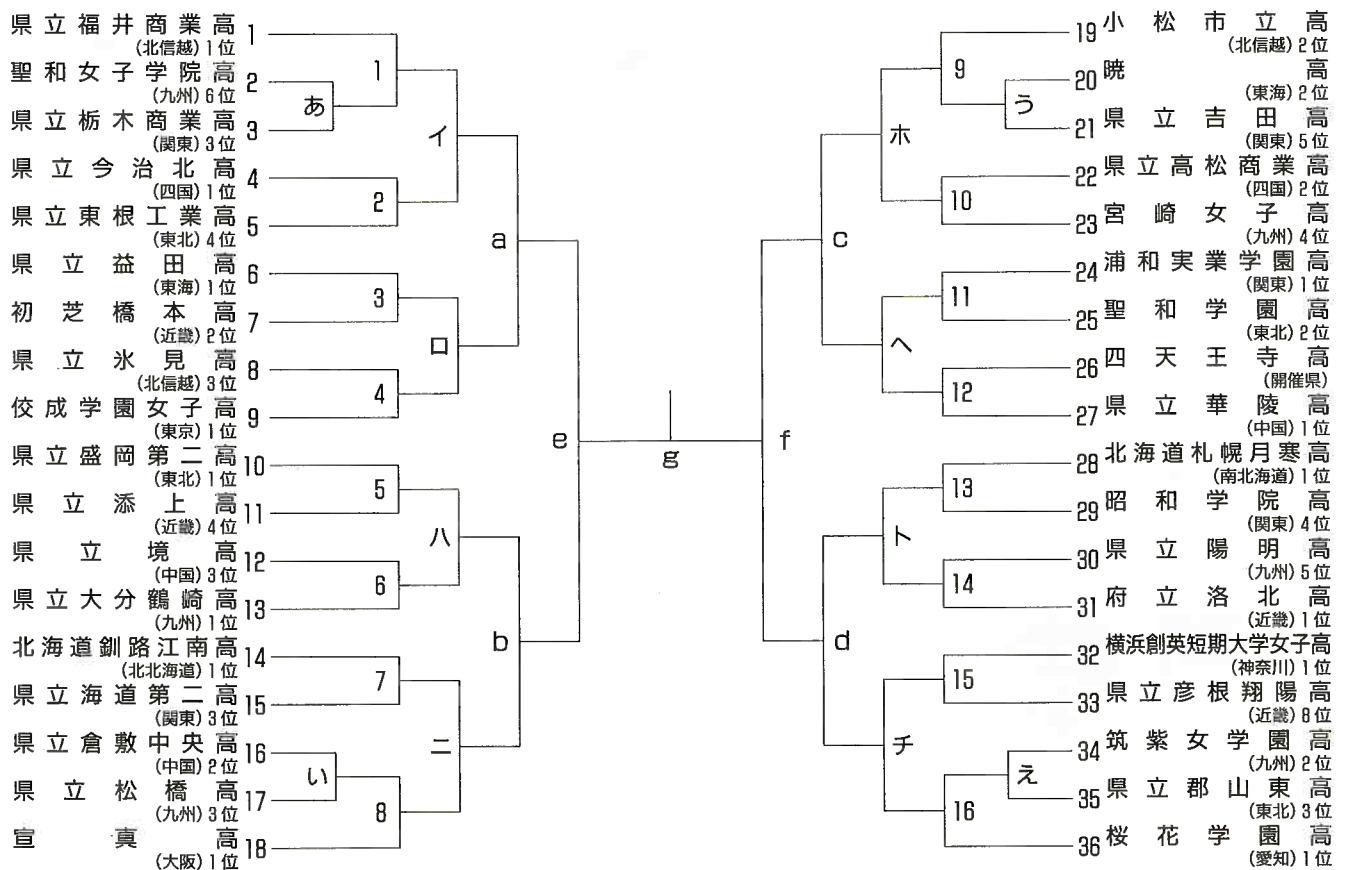 県立福井商業高 1
(北信越)1位
聖和女子学院高 2
(九州)6位
県立栃木商業高 3
(関東)3位
県立今治北高 4
(四国)1位
県立東根工業高 5
(東北)4位
県立益田高 6
(東海)1位
初芝橋本高 7
(近畿)2位
県立氷見高 8
(北信越)3位
佼成学園女子高 9
(東京)1位
県立盛岡第二高 10
(東北)1位
県立添上高 11
(近畿)4位
県立境高 12
(中国)3位
県立大分鶴崎高 13
(九州)1位
北海道釧路江南高 14
(北北海道)1位
県立海道第二高 15
(関東)3位
県立倉敷中央高 16
(中国)2位
県立松橋高 17
(九州)3位
宣真高 18
(大阪)1位
あ
い
1
2
3
4
5
6
7
8
イ
ロ
ハ
ニ
a
b
e
g
f
c
d
ホ
ヘ
ト
チ
9
10
11
12
13
14
15
16
う
え
19 小松市立高
(北信越)2位
20 暁高
(東海)2位
21 県立吉田高
(関東)5位
22 県立高松商業高
(四国)2位
23 宮崎女子高
(九州)4位
24 浦和実業学園高
(関東)1位
25 聖和学園高
(東北)2位
26 四天王寺高
(開催県)
27 県立華陵高
(中国)1位
28 北海道札幌月寒高
(南北海道)1位
29 昭和学院高
(関東)4位
30 県立陽明高
(九州)5位
31 府立洛北高
(近畿)1位
32 横浜創英短期大学女子高
(神奈川)1位
33 県立彦根翔陽高
(近畿)8位
34 筑紫女学園高
(九州)2位
35 県立郡山東高
(東北)3位
36 桜花学園高
(愛知)1位